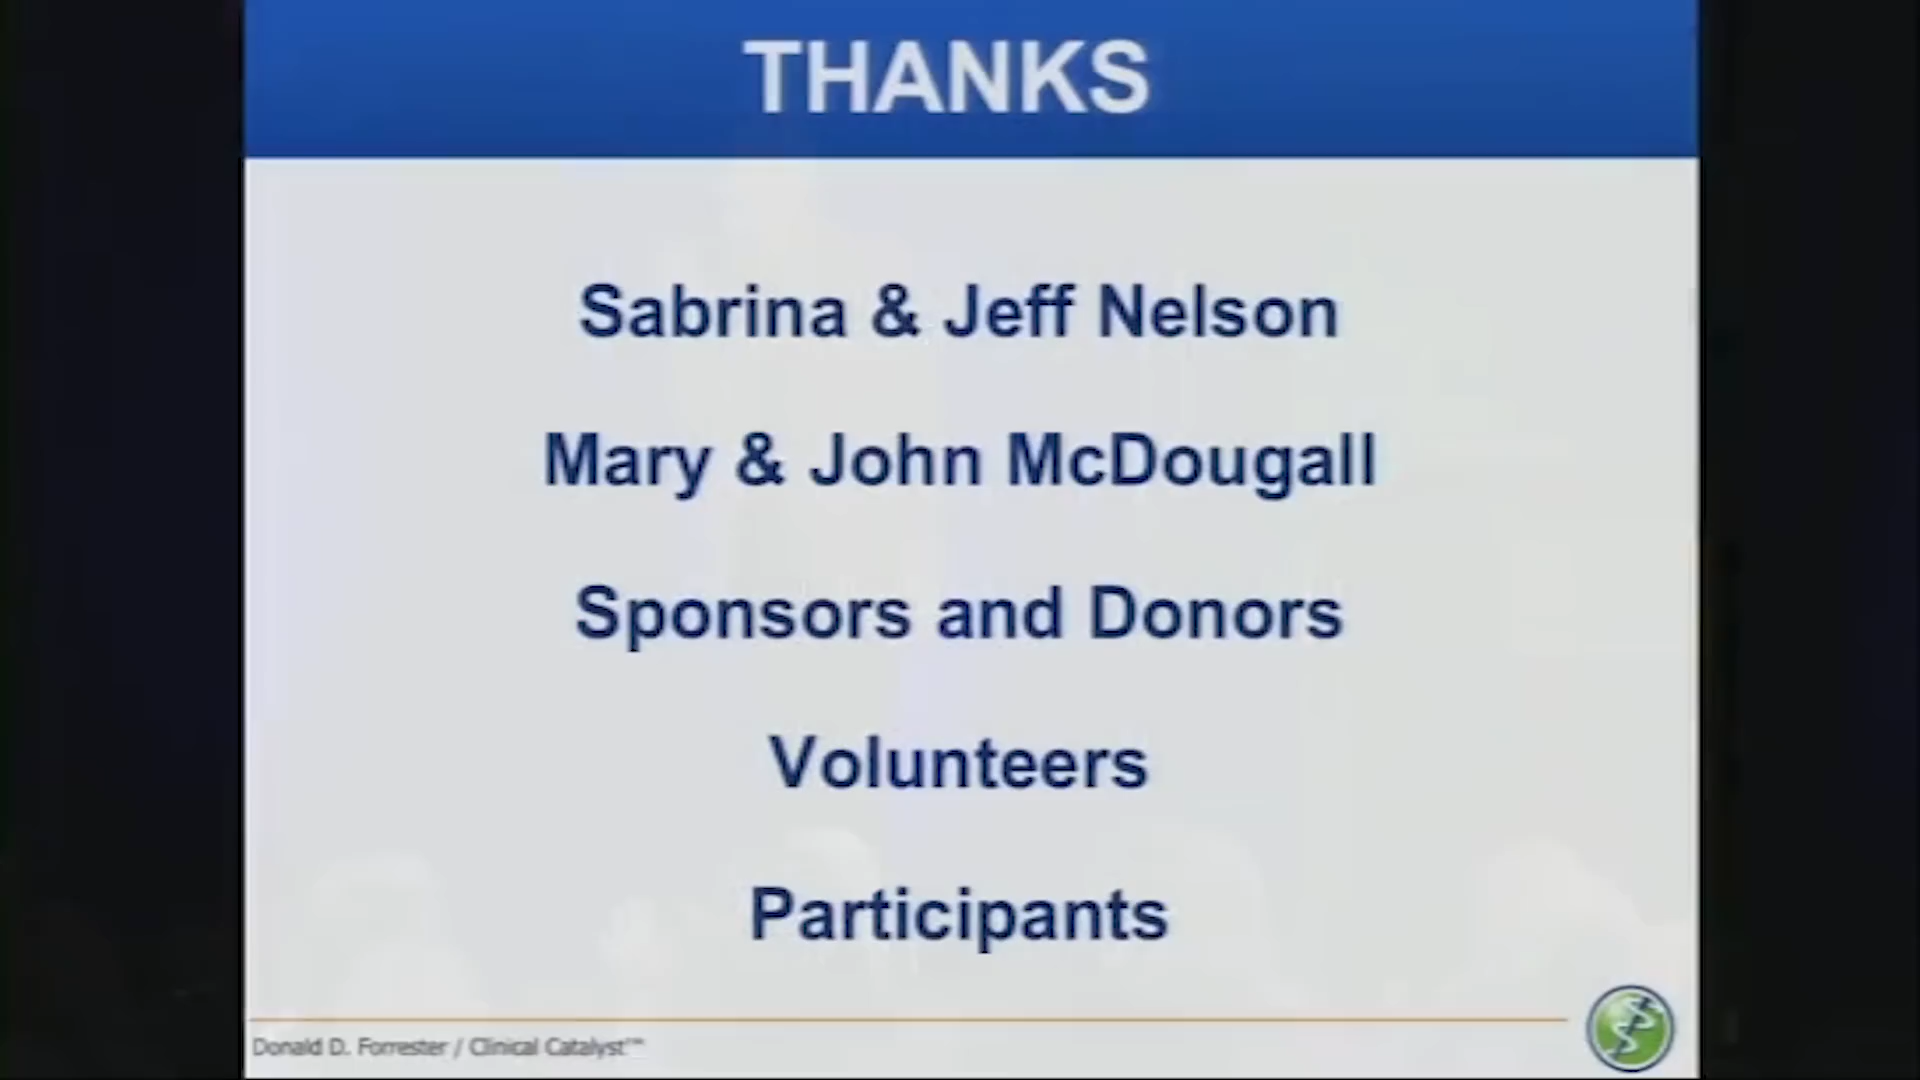 THANKS
Sabrina & Jeff Nelson
Mary & John McDougall
Sponsors and Donors
Volunteers
Participants
Donald D. Forrester / Clinical Catalyst™